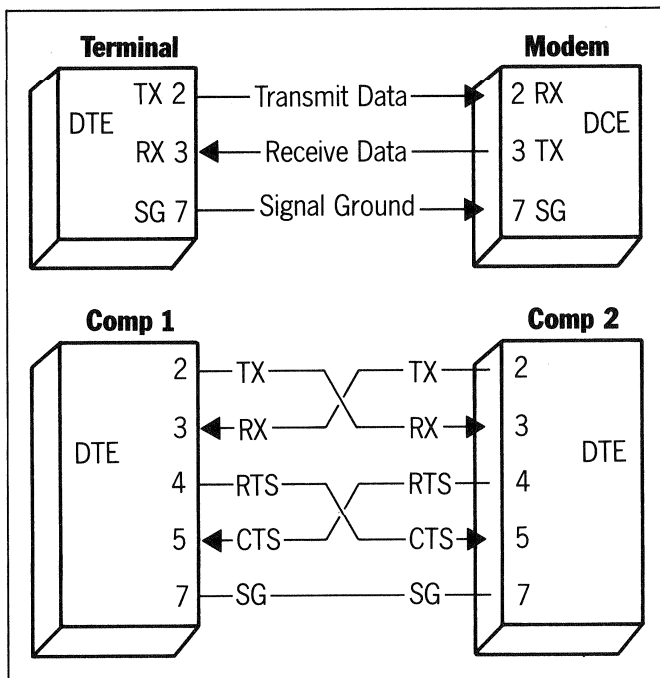 Terminal Modem
TX 2 Transmit Data 2 RX
DTE DCE
RX 3 Receive Data 3 TX
SG 7 Signal Ground 7 SG
Comp 1 Comp 2
2 TX TX 2
3 RX RX 3
DTE DTE
4 RTS RTS 4
5 CTS CTS 5
7 SG SG 7